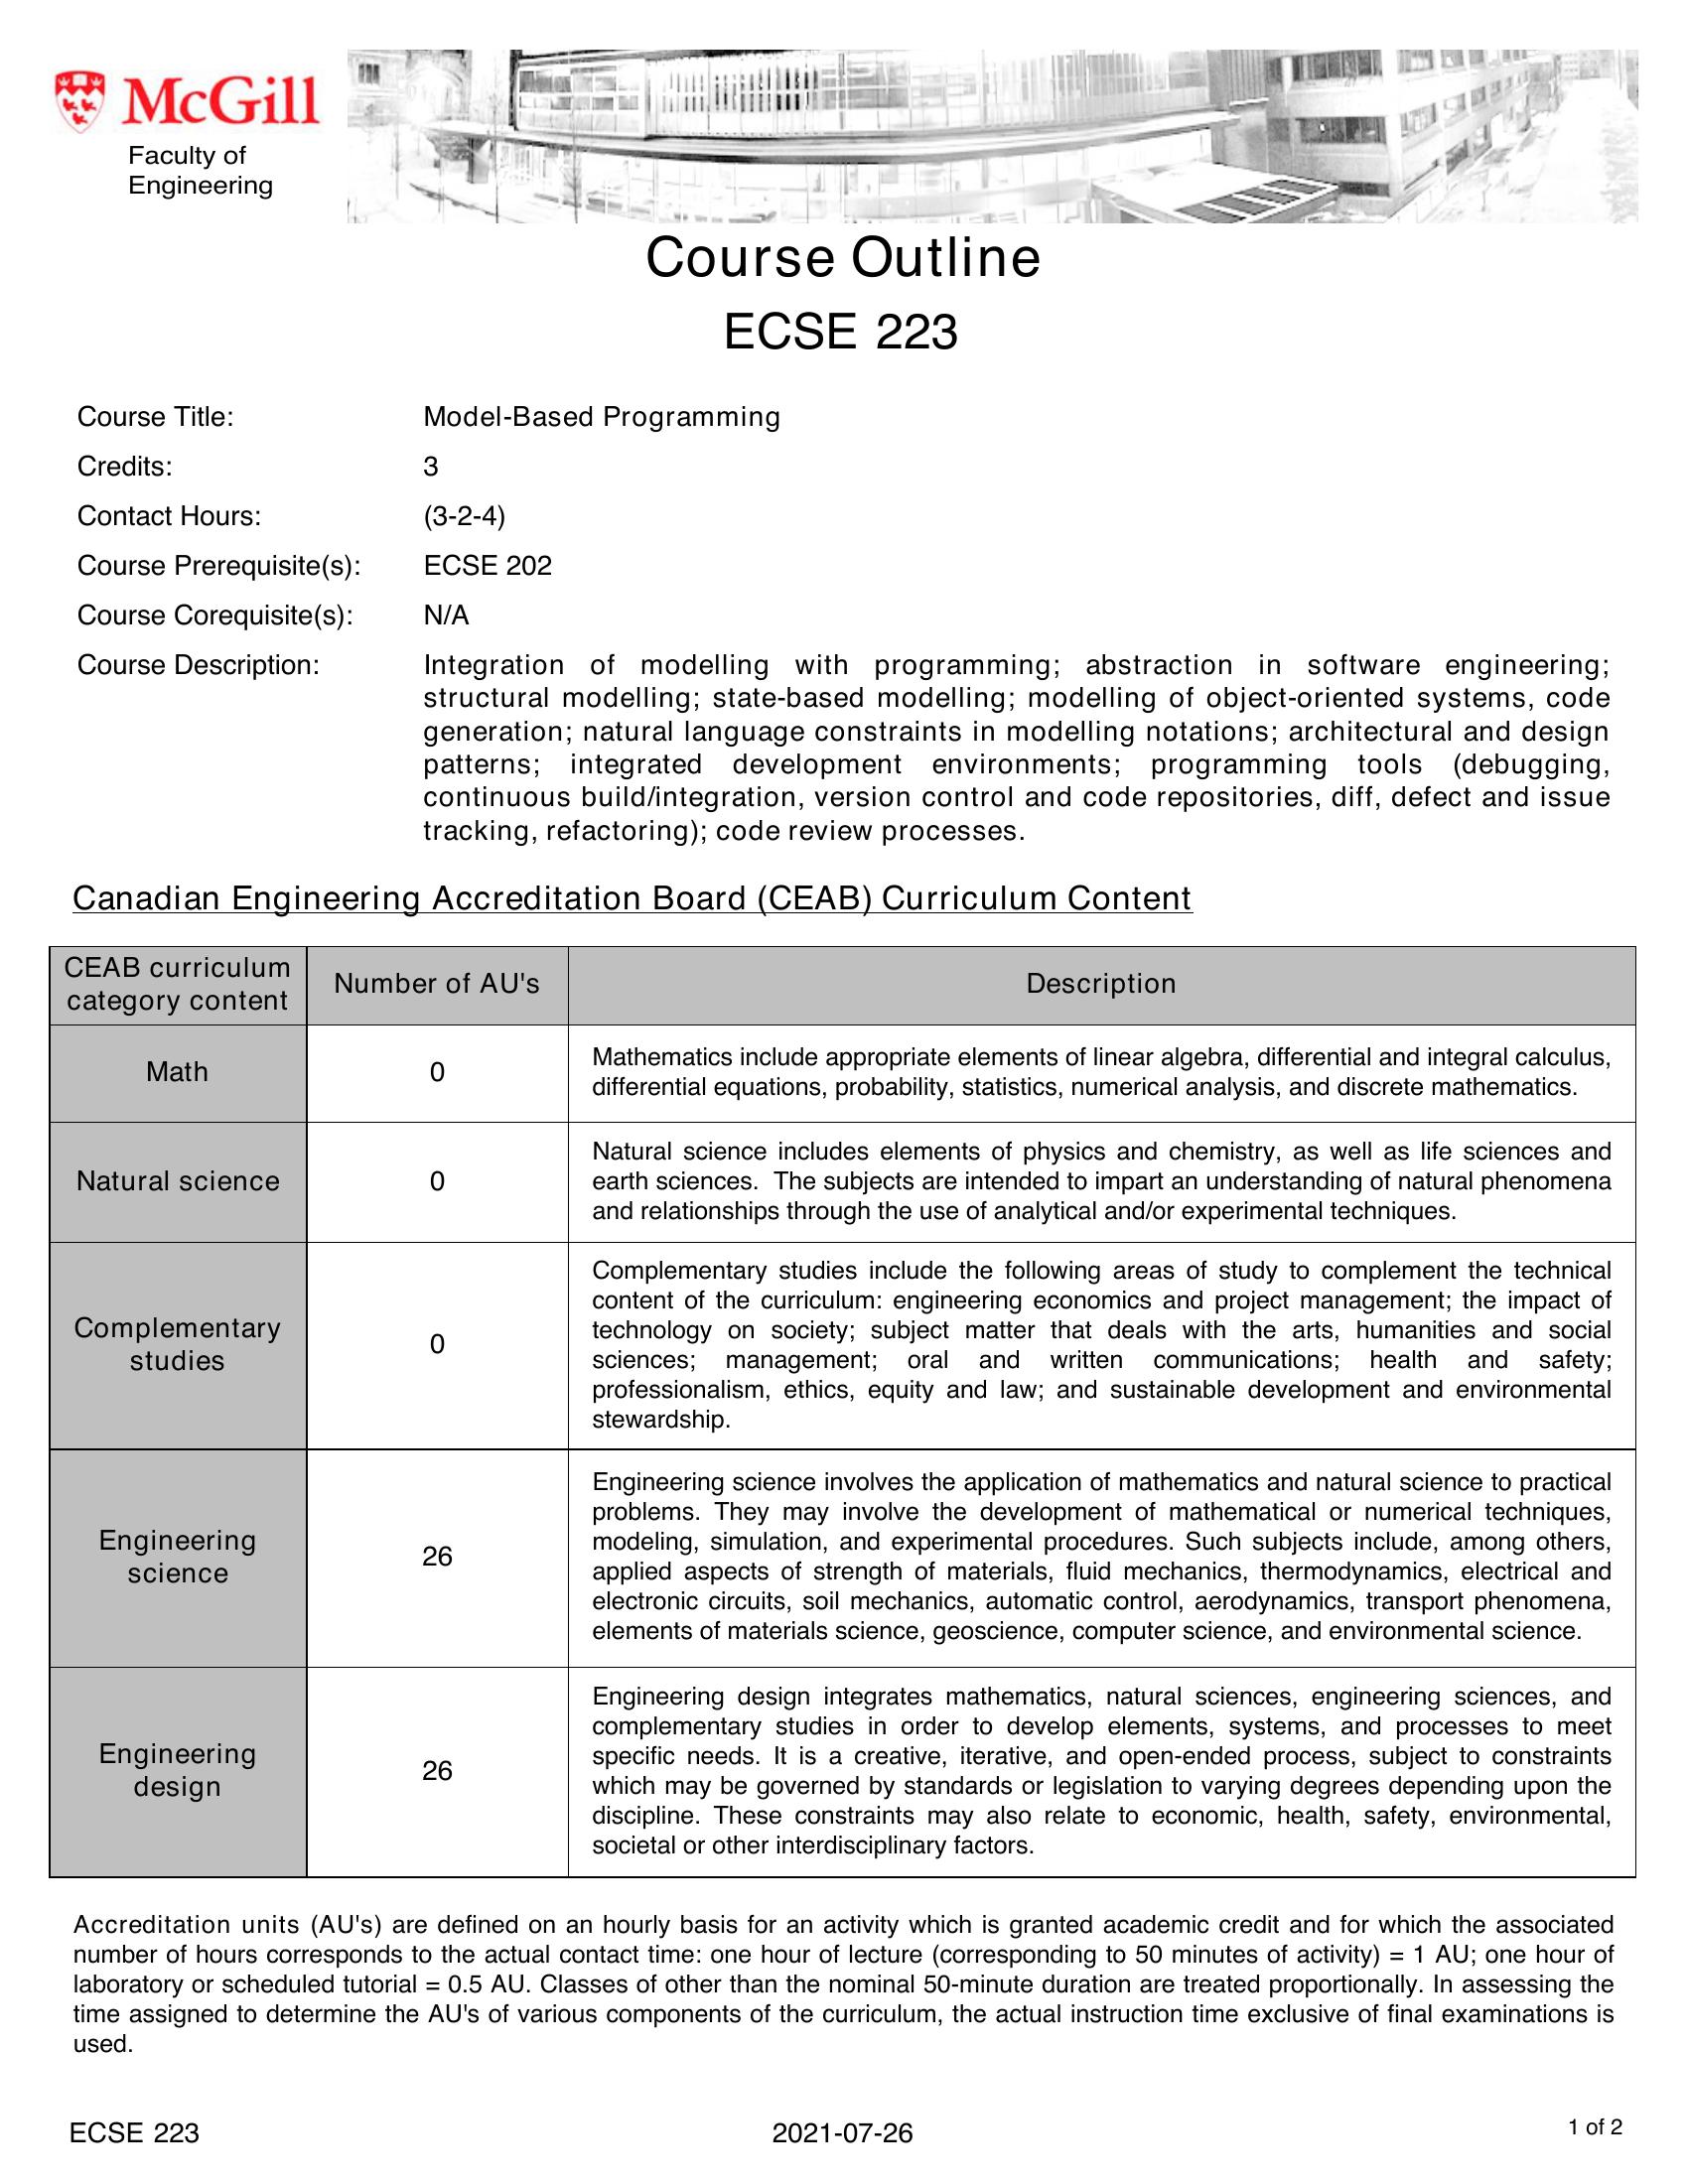 McGill
Faculty of
Engineering
Course Outline
ECSE 223
Course Title: Model-Based Programming
Credits: 3
Contact Hours: (3-2-4)
Course Prerequisite(s): ECSE 202
Course Corequisite(s): N/A
Course Description: Integration of modelling with programming; abstraction in software engineering;
structural modelling; state-based modelling; modelling of object-oriented systems, code
generation; natural language constraints in modelling notations; architectural and design
patterns; integrated development environments; programming tools (debugging,
continuous build/integration, version control and code repositories, diff, defect and issue
tracking, refactoring); code review processes.
Canadian Engineering Accreditation Board (CEAB) Curriculum Content
CEAB curriculum
category content
Number of AU's
Description
Math
0
Mathematics include appropriate elements of linear algebra, differential and integral calculus,
differential equations, probability, statistics, numerical analysis, and discrete mathematics.
Natural science
0
Natural science includes elements of physics and chemistry, as well as life sciences and
earth sciences. The subjects are intended to impart an understanding of natural phenomena
and relationships through the use of analytical and/or experimental techniques.
Complementary
studies
0
Complementary studies include the following areas of study to complement the technical
content of the curriculum: engineering economics and project management; the impact of
technology on society; subject matter that deals with the arts, humanities and social
sciences; management; oral and written communications; health and safety;
professionalism, ethics, equity and law; and sustainable development and environmental
stewardship.
Engineering
science
26
Engineering science involves the application of mathematics and natural science to practical
problems. They may involve the development of mathematical or numerical techniques,
modeling, simulation, and experimental procedures. Such subjects include, among others,
applied aspects of strength of materials, fluid mechanics, thermodynamics, electrical and
electronic circuits, soil mechanics, automatic control, aerodynamics, transport phenomena,
elements of materials science, geoscience, computer science, and environmental science.
Engineering
design
26
Engineering design integrates mathematics, natural sciences, engineering sciences, and
complementary studies in order to develop elements, systems, and processes to meet
specific needs. It is a creative, iterative, and open-ended process, subject to constraints
which may be governed by standards or legislation to varying degrees depending upon the
discipline. These constraints may also relate to economic, health, safety, environmental,
societal or other interdisciplinary factors.
Accreditation units (AU's) are defined on an hourly basis for an activity which is granted academic credit and for which the associated
number of hours corresponds to the actual contact time: one hour of lecture (corresponding to 50 minutes of activity) = 1 AU; one hour of
laboratory or scheduled tutorial = 0.5 AU. Classes of other than the nominal 50-minute duration are treated proportionally. In assessing the
time assigned to determine the AU's of various components of the curriculum, the actual instruction time exclusive of final examinations is
used.
ECSE 223
2021-07-26
1 of 2